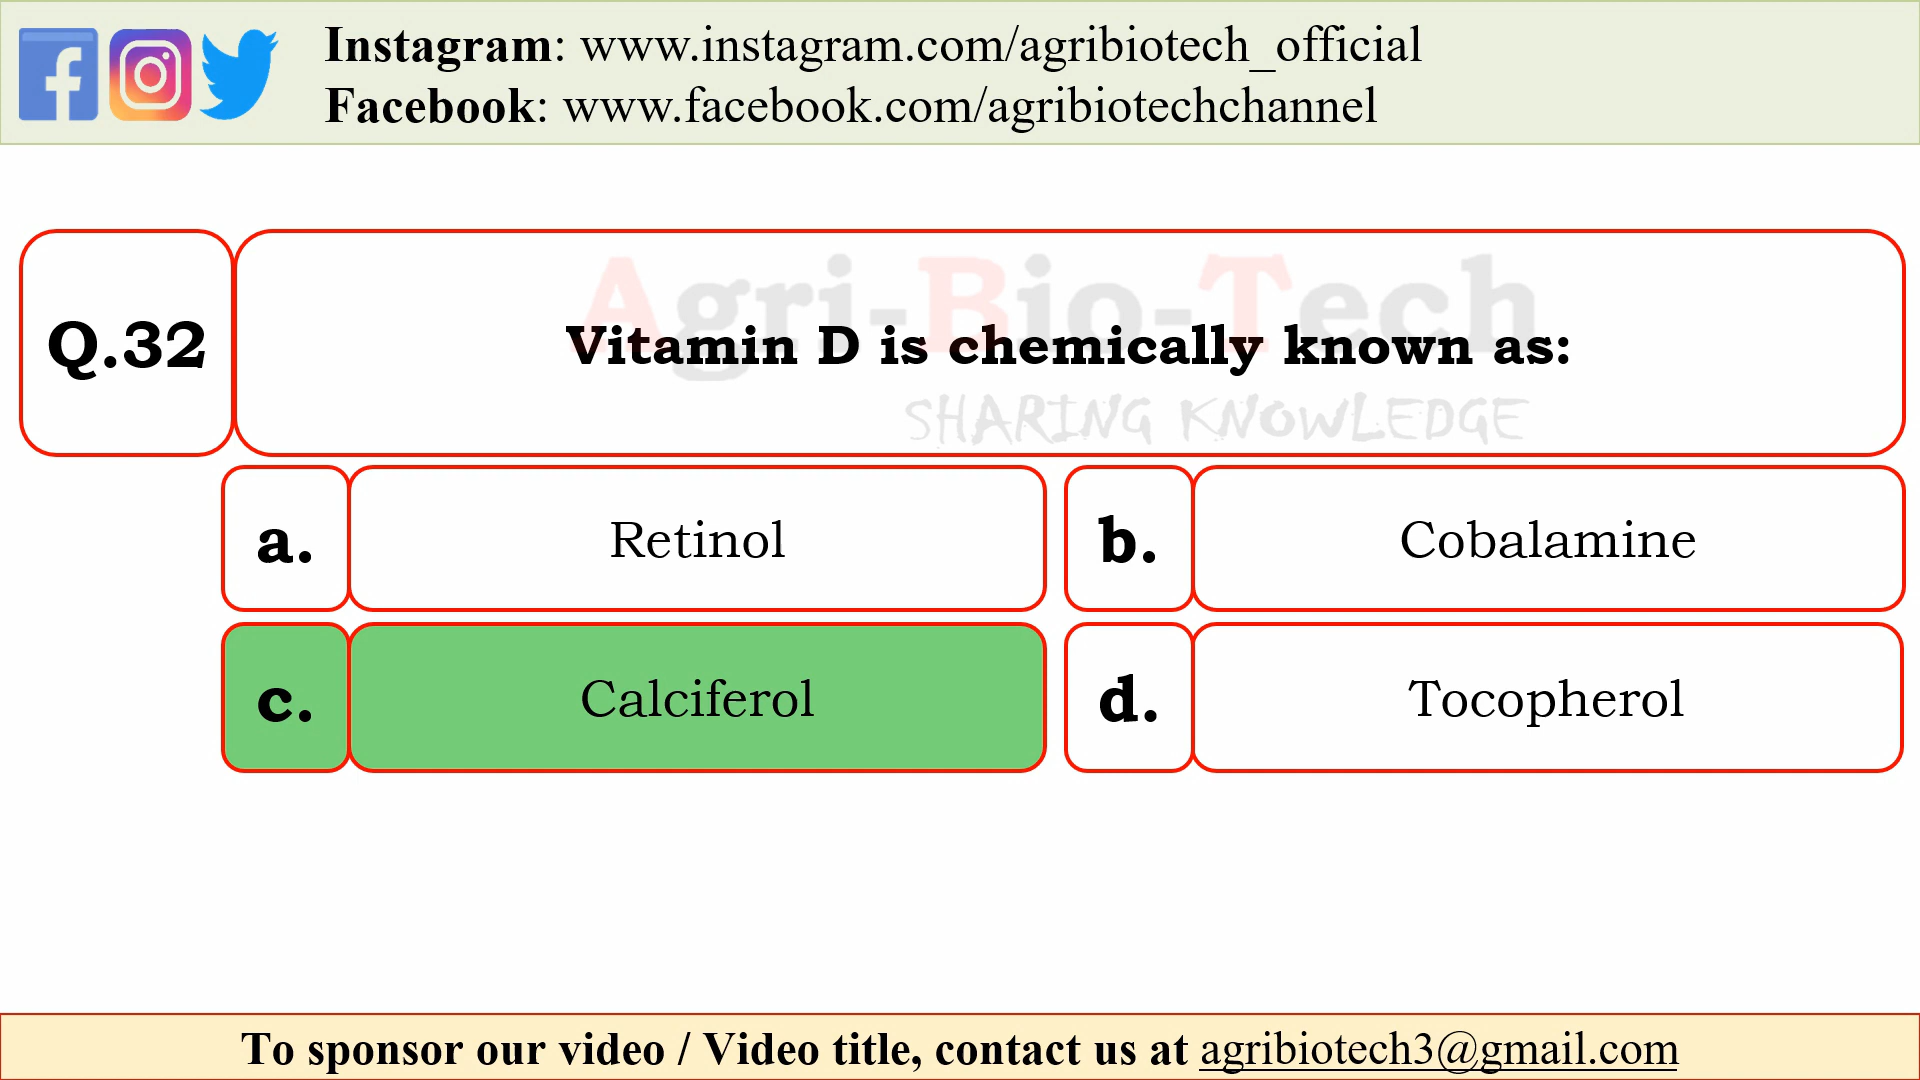 Instagram: www.instagram.com/agribiotech_official
Facebook: www.facebook.com/agribiotechchannel
Agri-Bio-Tech
SHARING KNOWLEDGE
Q.32
Vitamin D is chemically known as:
a.
Retinol
b.
Cobalamine
c.
Calciferol
d.
Tocopherol
To sponsor our video / Video title, contact us at agribiotech3@gmail.com